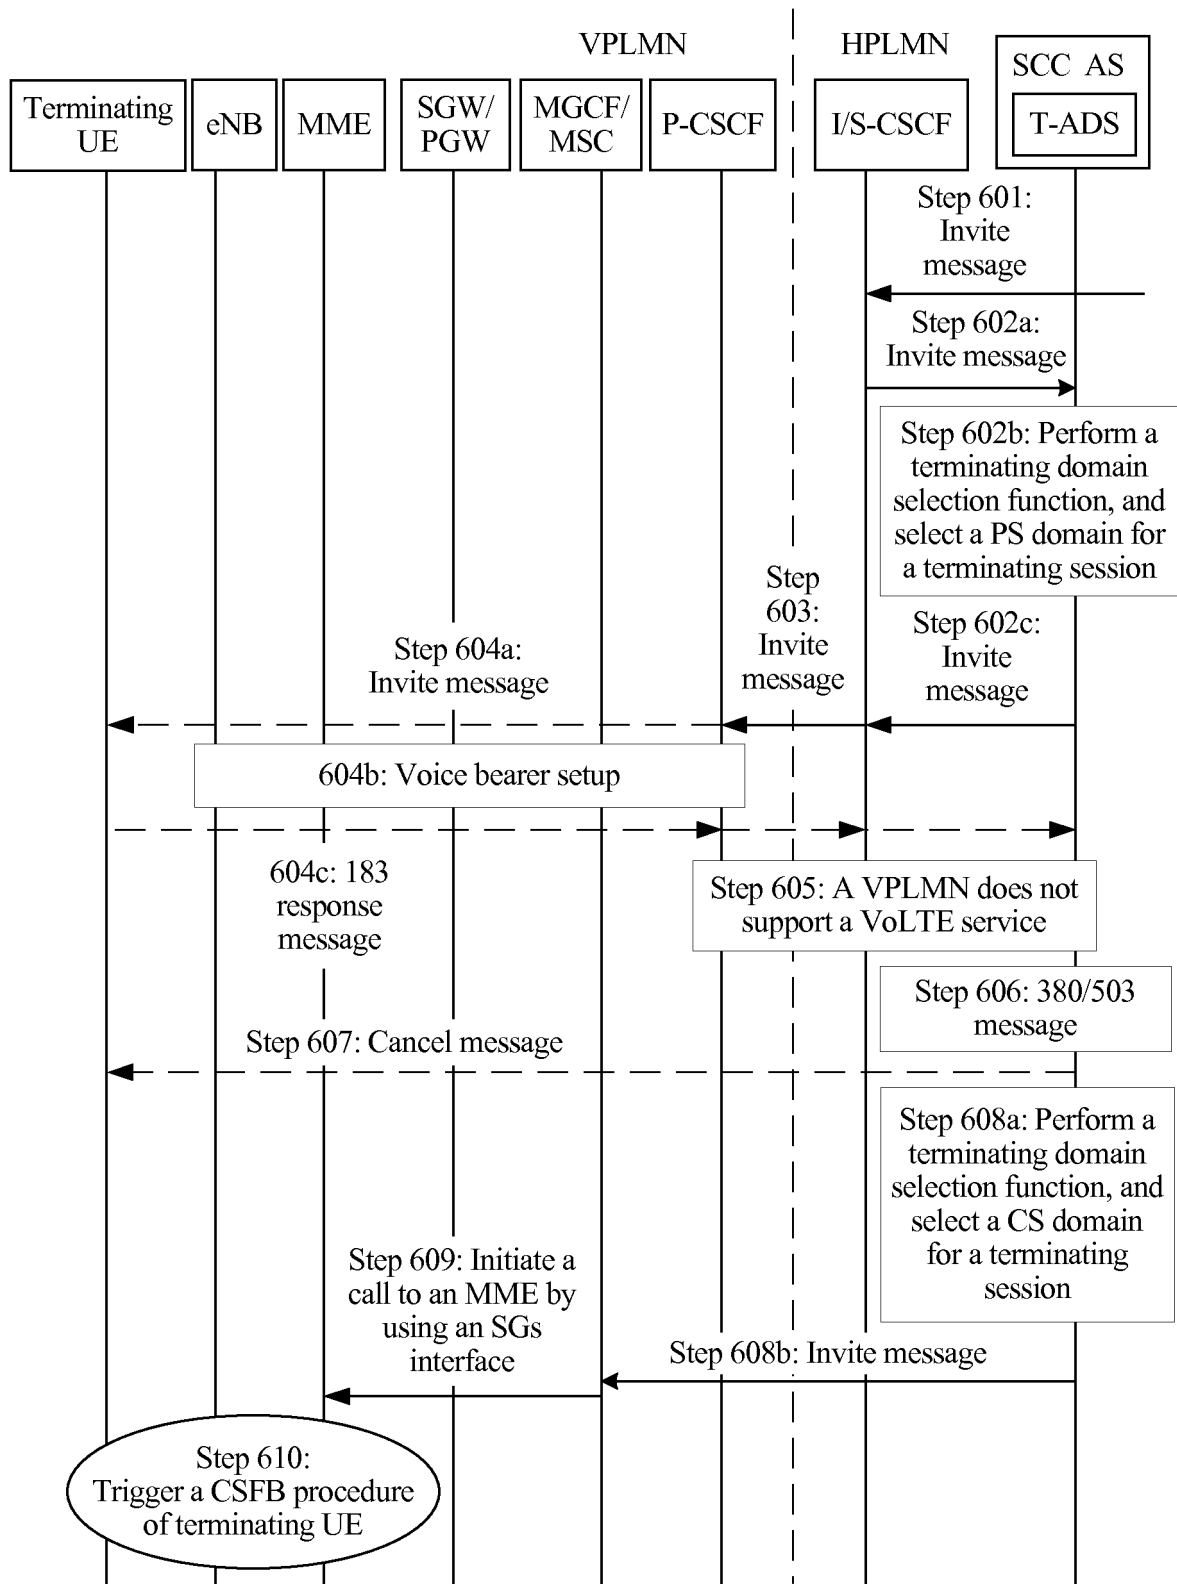 VPLMN
HPLMN
Terminating
UE
eNB
MME
SGW/
PGW
MGCF/
MSC
P-CSCF
I/S-CSCF
SCC AS
T-ADS
Step 601:
Invite
message
Step 602a:
Invite message
Step 602b: Perform a
terminating domain
selection function, and
select a PS domain for
a terminating session
Step 602c:
Invite
message
Step
603:
Invite
message
Step 604a:
Invite message
604b: Voice bearer setup
604c: 183
response
message
Step 605: A VPLMN does not
support a VoLTE service
Step 606: 380/503
message
Step 607: Cancel message
Step 608a: Perform a
terminating domain
selection function, and
select a CS domain
for a terminating
session
Step 608b: Invite message
Step 609: Initiate a
call to an MME by
using an SGs
interface
Step 610:
Trigger a CSFB procedure
of terminating UE